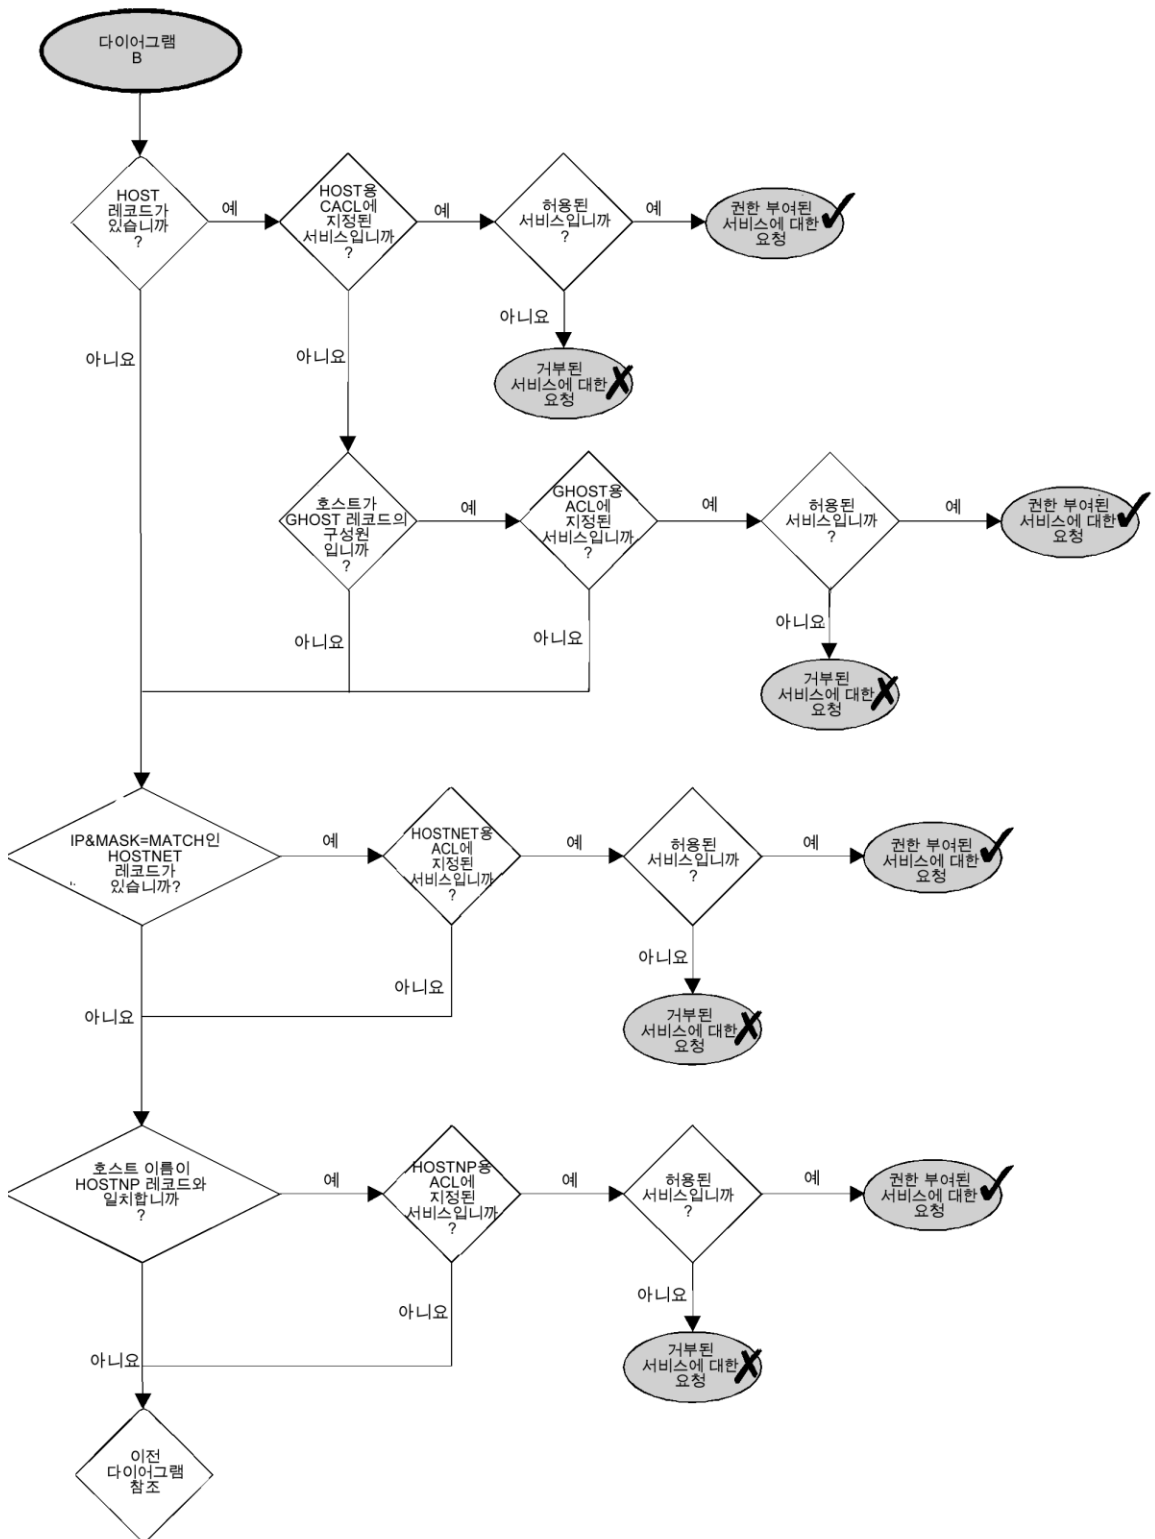 다이어그램
B
HOST
레코드가
있습니까
?
예
HOST용
CACL에
지정된
서비스입니까
?
예
허용된
서비스입니까
?
예
권한 부여된
서비스에 대한
요청
아니요
아니요
아니요
거부된
서비스에 대한
요청
호스트가
GHOST 레코드의
구성원
입니까
?
예
GHOST용
ACL에
지정된
서비스입니까
?
예
허용된
서비스입니까
?
예
권한 부여된
서비스에 대한
요청
아니요
아니요
아니요
거부된
서비스에 대한
요청
IP&MASK=MATCH인
HOSTNET
레코드가
있습니까?
예
HOSTNET용
ACL에
지정된
서비스입니까
?
예
허용된
서비스입니까
?
예
권한 부여된
서비스에 대한
요청
아니요
아니요
아니요
거부된
서비스에 대한
요청
호스트 이름이
HOSTNP 레코드와
일치합니까
?
예
HOSTNP용
ACL에
지정된
서비스입니까
?
예
허용된
서비스입니까
?
예
권한 부여된
서비스에 대한
요청
아니요
아니요
아니요
거부된
서비스에 대한
요청
이전
다이어그램
참조